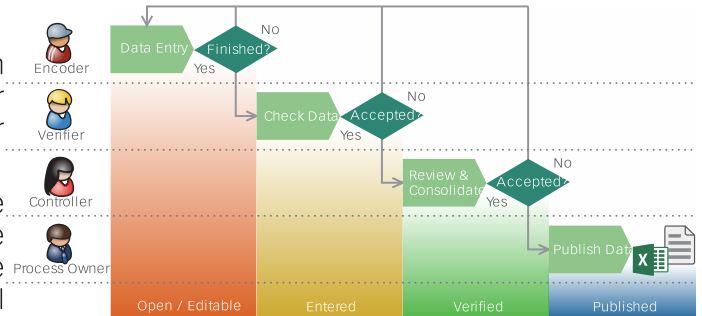 No
Data Entry
Finished?
Encoder
Yes
No
Check Data
Accepted?
Verifier
Yes
No
Review &
Consolidate
Accepted?
Controller
Yes
Publish Data
X
Process Owner
Open / Editable
Entered
Verified
Published